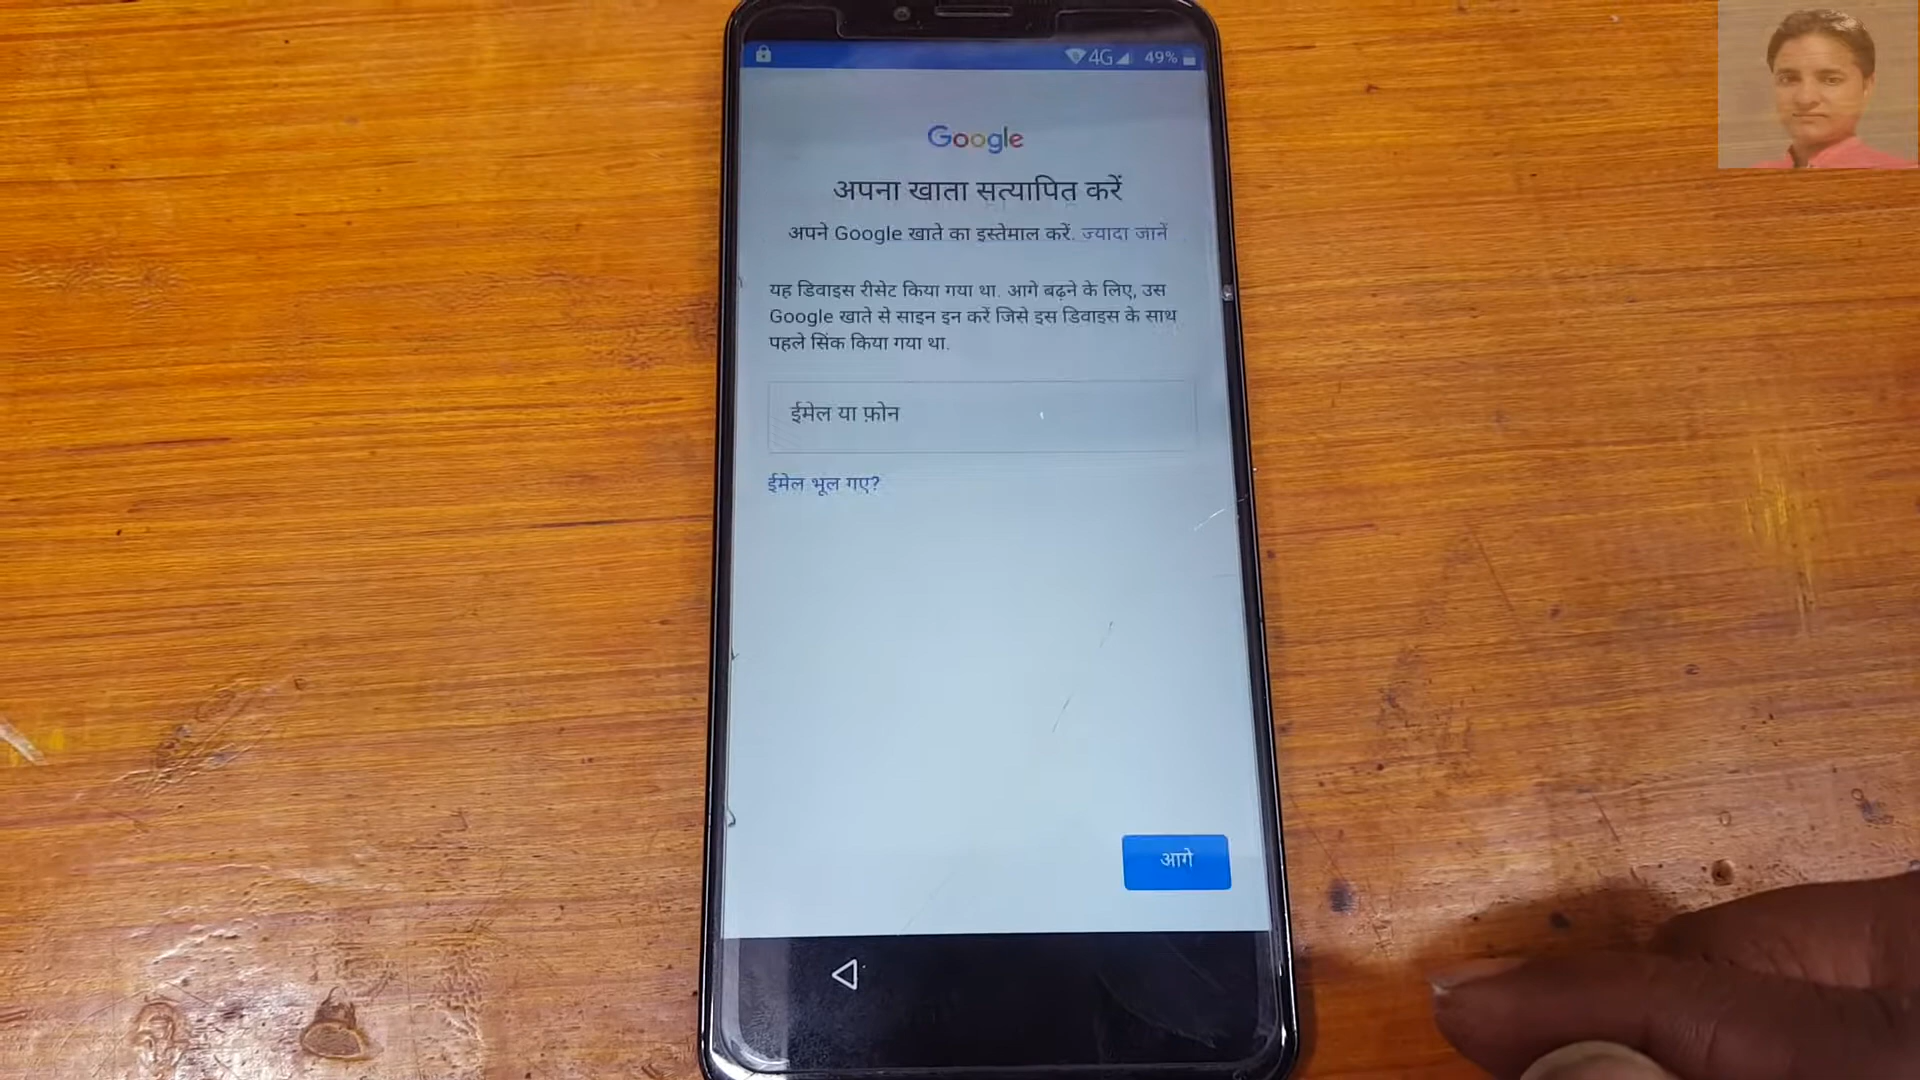 4G 49%
Google
अपना खाता सत्यापित करें
अपने Google खाते का इस्तेमाल करें. ज्यादा जानें
यह डिवाइस रीसेट किया गया था. आगे बढ़ने के लिए, उस
Google खाते से साइन इन करें जिसे इस डिवाइस के साथ
पहले सिंक किया गया था.
ईमेल या फ़ोन
ईमेल भूल गए?
आगे